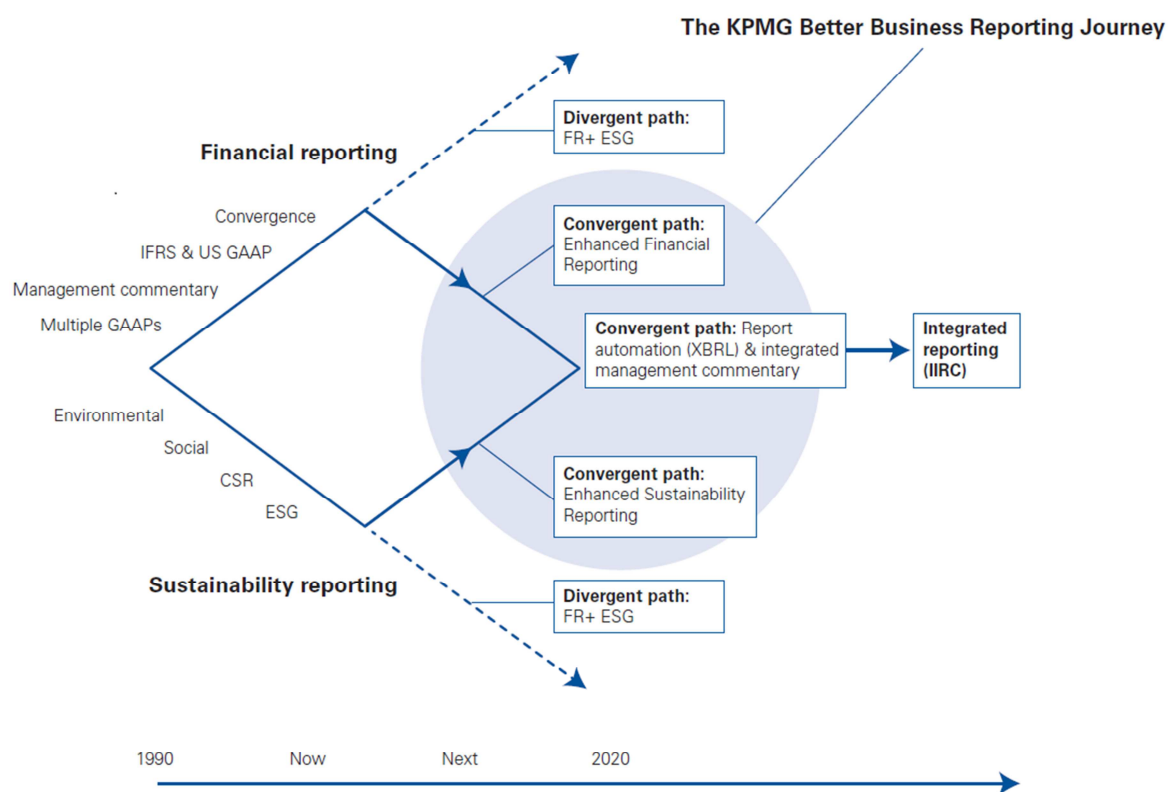 The KPMG Better Business Reporting Journey
Divergent path:
FR+ ESG
Financial reporting
Convergence
IFRS & US GAAP
Management commentary
Multiple GAAPs
Convergent path:
Enhanced Financial
Reporting
Convergent path: Report
automation (XBRL) & integrated
management commentary
Integrated
reporting
(IIRC)
Environmental
Social
CSR
ESG
Convergent path:
Enhanced Sustainability
Reporting
Sustainability reporting
Divergent path:
FR+ ESG
1990 Now Next 2020